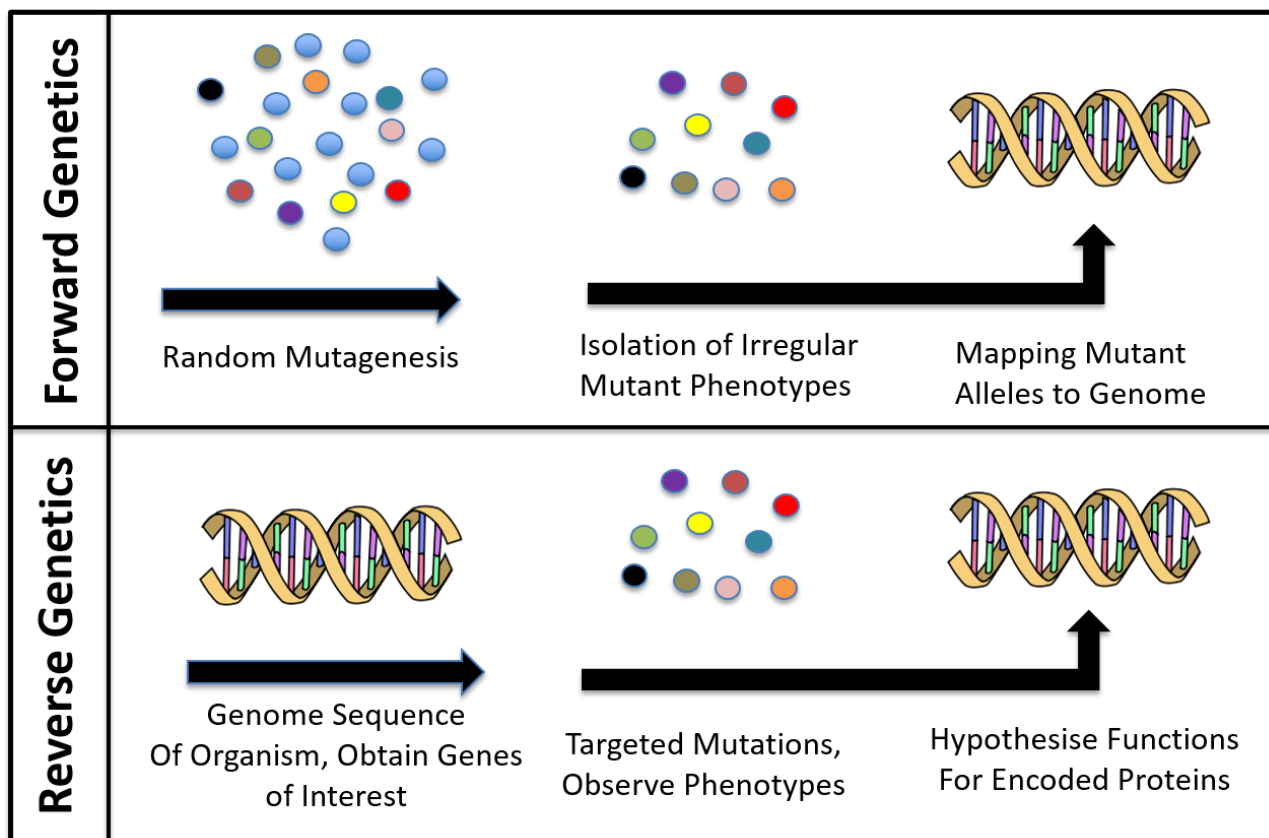 Forward Genetics
Random Mutagenesis
Isolation of Irregular
Mutant Phenotypes
Mapping Mutant
Alleles to Genome
Reverse Genetics
Genome Sequence
Of Organism, Obtain Genes
of Interest
Targeted Mutations,
Observe Phenotypes
Hypothesise Functions
For Encoded Proteins